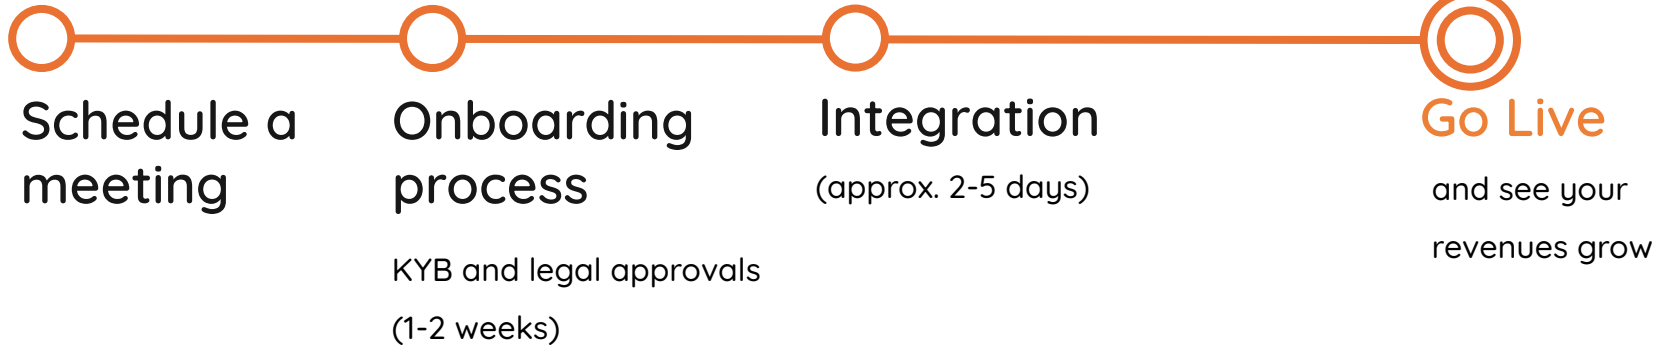 Schedule a
meeting
Onboarding
process
KYB and legal approvals
(1-2 weeks)
Integration
(approx. 2-5 days)
Go Live
and see your
revenues grow